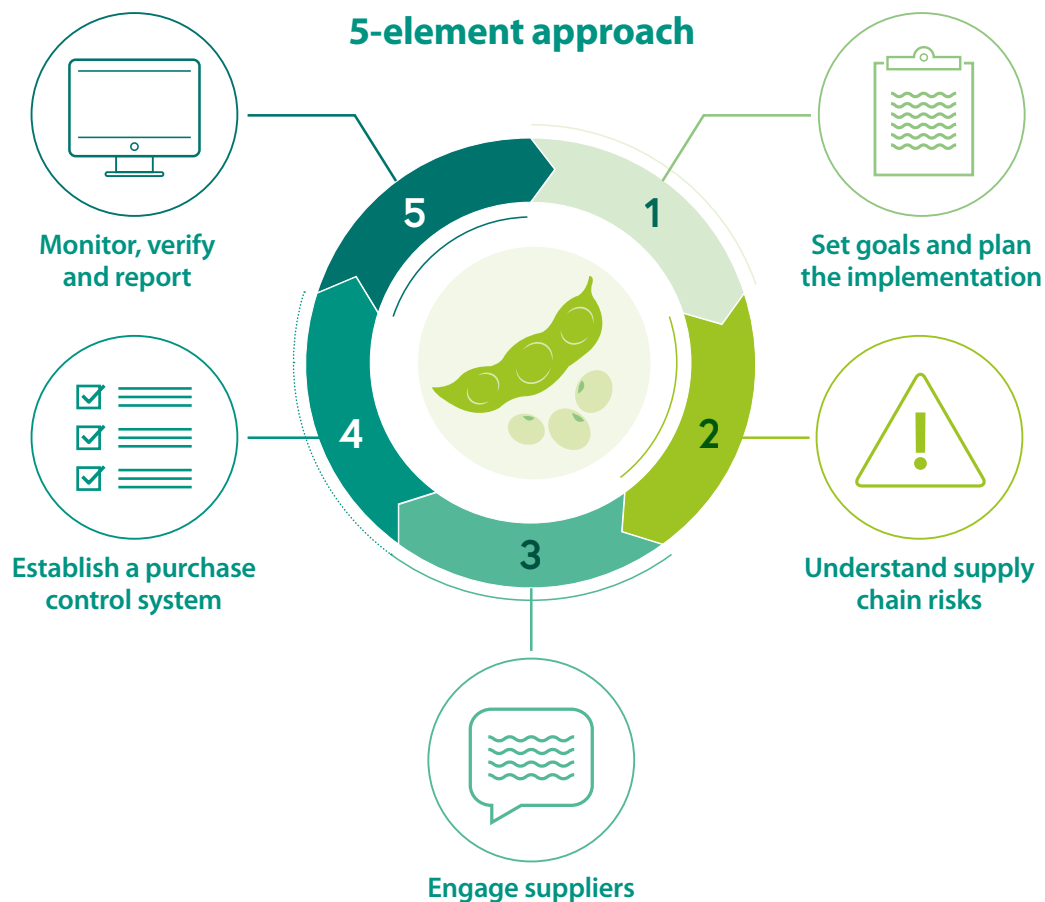 5-element approach
1
Set goals and plan
the implementation
2
Understand supply
chain risks
3
Engage suppliers
4
Establish a purchase
control system
5
Monitor, verify
and report